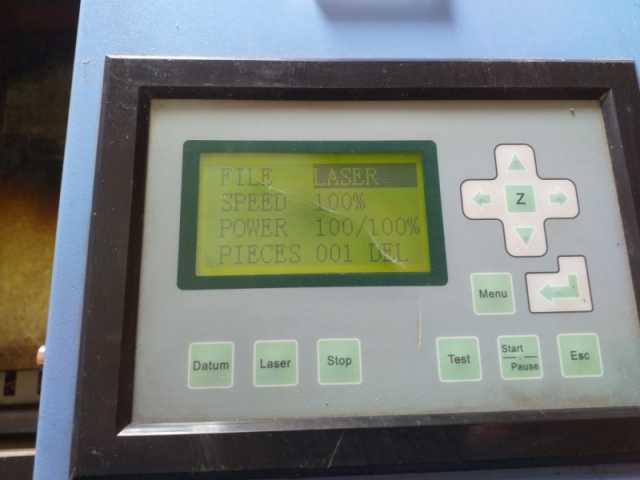 FILE LASER
SPEED 100%
POWER 100/100%
PIECES 001 DEL
Z
Menu
Datum Laser Stop Test Start Pause Esc